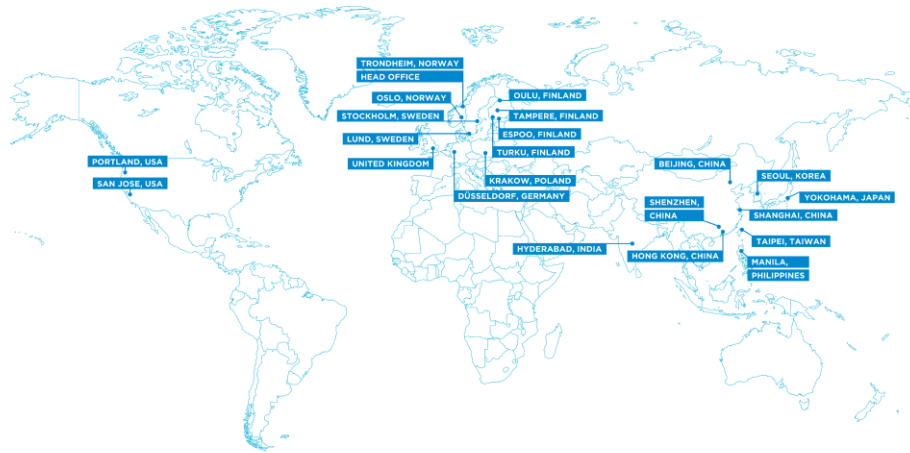 TRONDHEIM, NORWAY
HEAD OFFICE
OSLO, NORWAY
OULU, FINLAND
STOCKHOLM, SWEDEN
TAMPERE, FINLAND
LUND, SWEDEN
ESPOO, FINLAND
UNITED KINGDOM
TURKU, FINLAND
KRAKOW, POLAND
DÜSSELDORF, GERMANY
PORTLAND, USA
SAN JOSE, USA
BEIJING, CHINA
SEOUL, KOREA
YOKOHAMA, JAPAN
SHENZHEN,
CHINA
SHANGHAI, CHINA
TAIPEI, TAIWAN
HYDERABAD, INDIA
HONG KONG, CHINA
MANILA,
PHILIPPINES